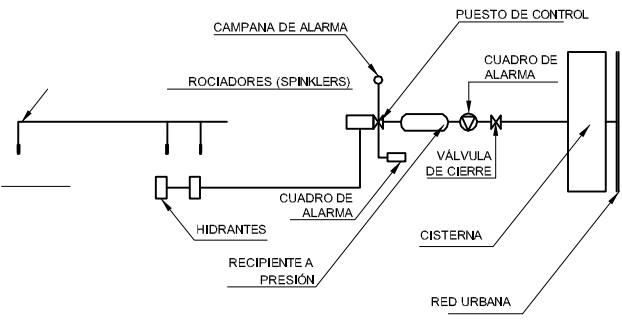 PUESTO DE CONTROL
CAMPANA DE ALARMA
CUADRO DE
ALARMA
ROCIADORES (SPINKLERS)
VÁLVULA
DE CIERRE
CUADRO DE
ALARMA
HIDRANTES
CISTERNA
RECIPIENTE A
PRESIÓN
RED URBANA